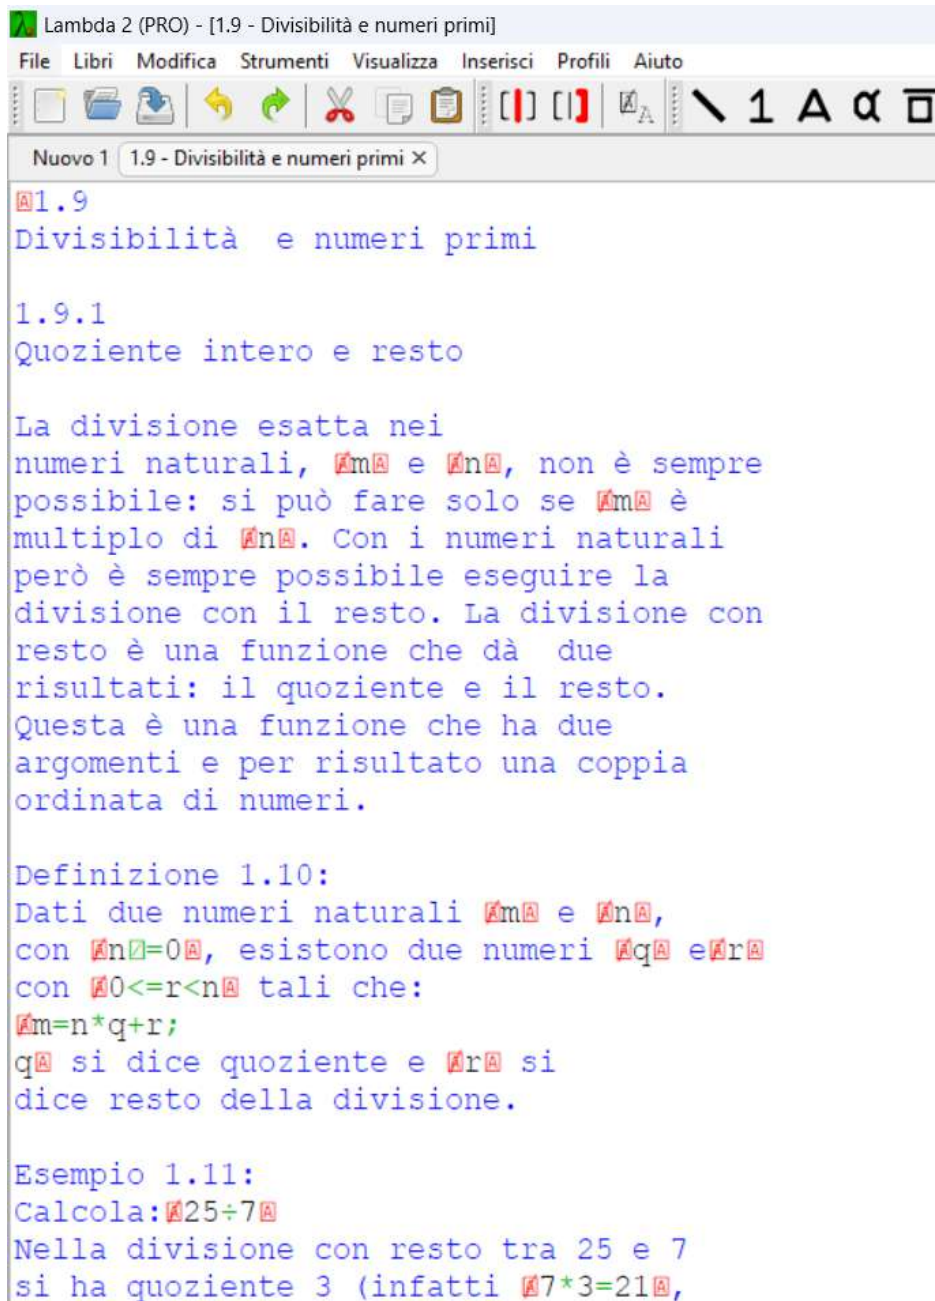 Lambda 2 (PRO) - [1.9 - Divisibilità e numeri primi]
File Libri Modifica Strumenti Visualizza Inserisci Profili Aiuto
1 A α
Nuovo 1 1.9 - Divisibilità e numeri primi ×
1.9
Divisibilità  e numeri primi
1.9.1
Quoziente intero e resto
La divisione esatta nei
numeri naturali, m e n, non è sempre
possibile: si può fare solo se m è
multiplo di n. Con i numeri naturali
però è sempre possibile eseguire la
divisione con il resto. La divisione con
resto è una funzione che dà  due
risultati: il quoziente e il resto.
Questa è una funzione che ha due
argomenti e per risultato una coppia
ordinata di numeri.
Definizione 1.10:
Dati due numeri naturali m e n,
con n⍁=0, esistono due numeri q er
con 0<=r<n tali che:
m=n*q+r;
q si dice quoziente e r si
dice resto della divisione.
Esempio 1.11:
Calcola:25÷7
Nella divisione con resto tra 25 e 7
si ha quoziente 3 (infatti 7*3=21,